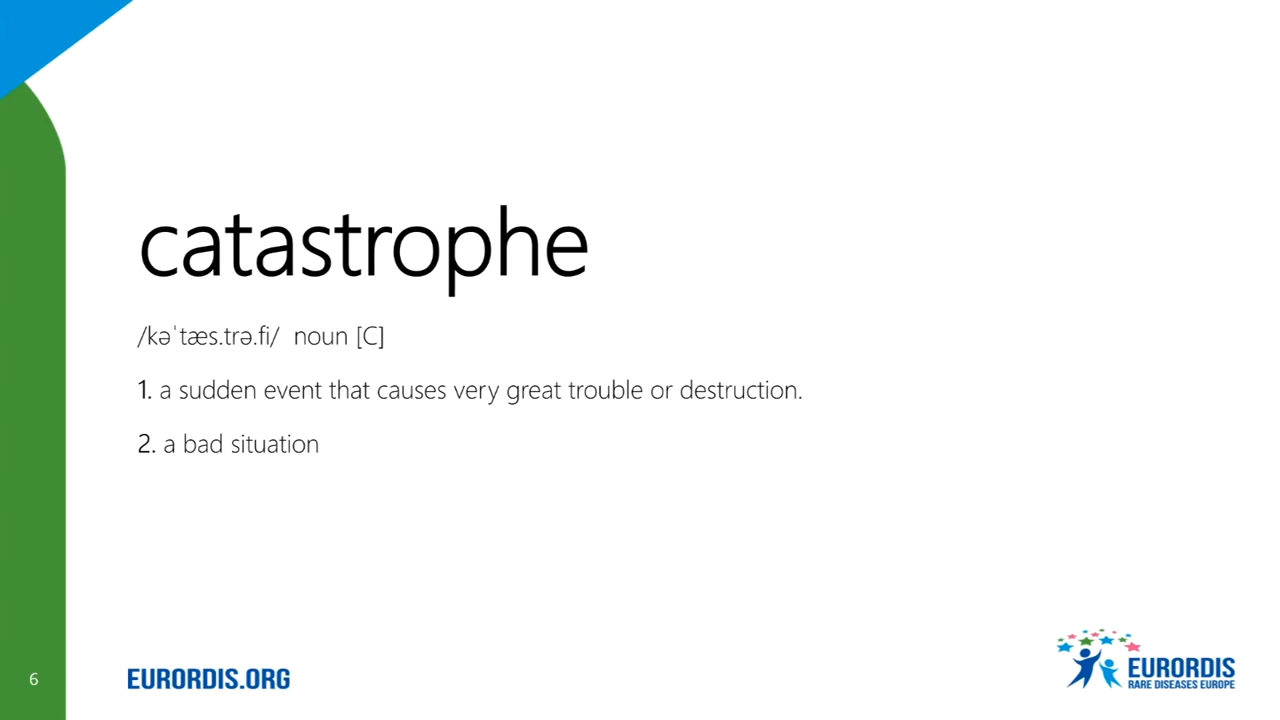 catastrophe
/kəˈtæs.trə.fi/ noun [C]
1. a sudden event that causes very great trouble or destruction.
2. a bad situation
6
EURORDIS.ORG
EURORDIS
RARE DISEASES EUROPE